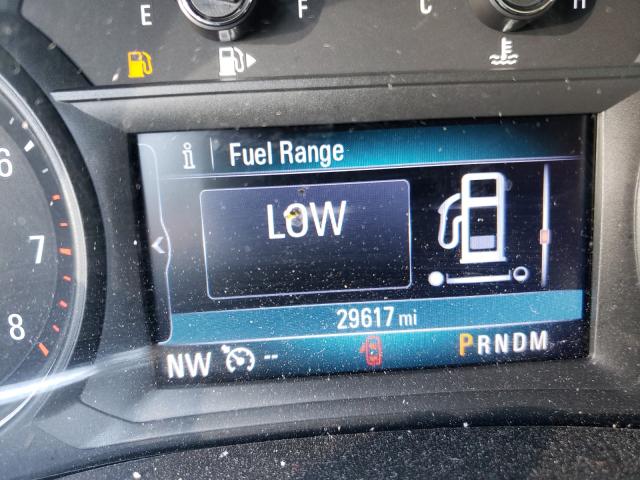 E F C H
6
7
8
i Fuel Range
LOW
29617 mi
NW -- PRNDM